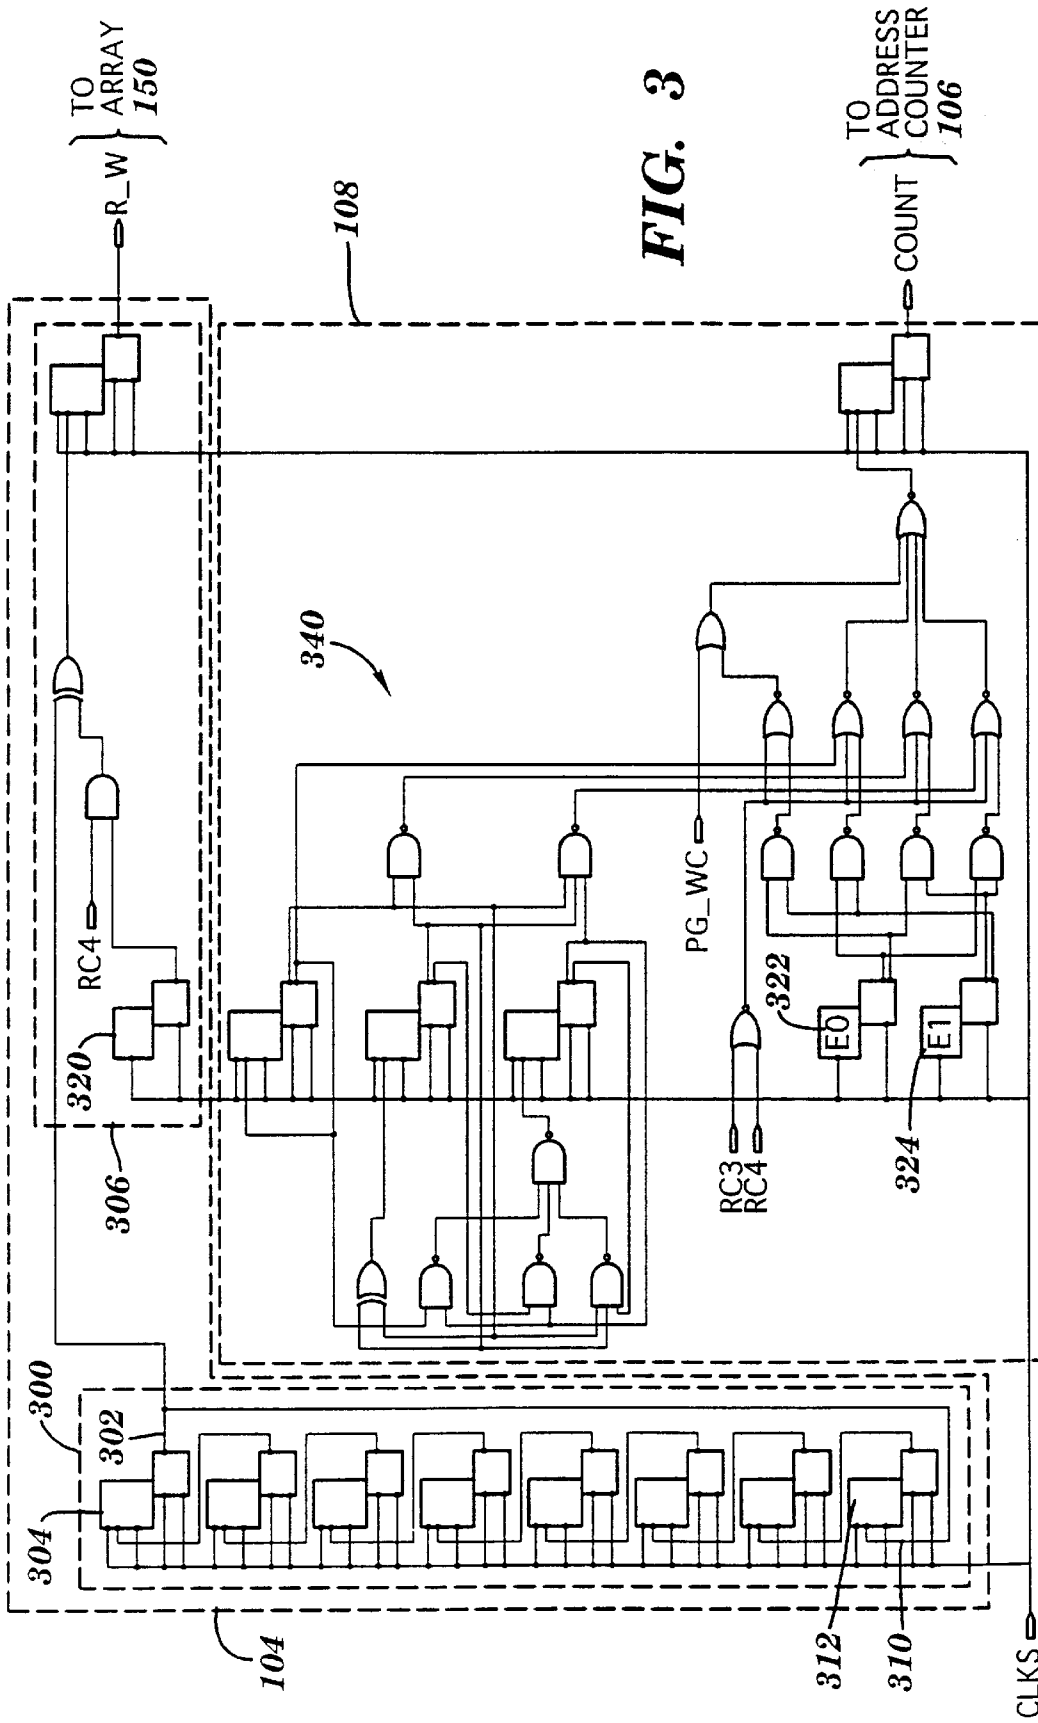 TO
ARRAY
150
R_W
108
FIG. 3
TO
ADDRESS
COUNTER
106
COUNT
340
RC4
320
306
PG_WC
322
E0
E1
324
RC3
RC4
300
302
304
104
312
310
CLKS